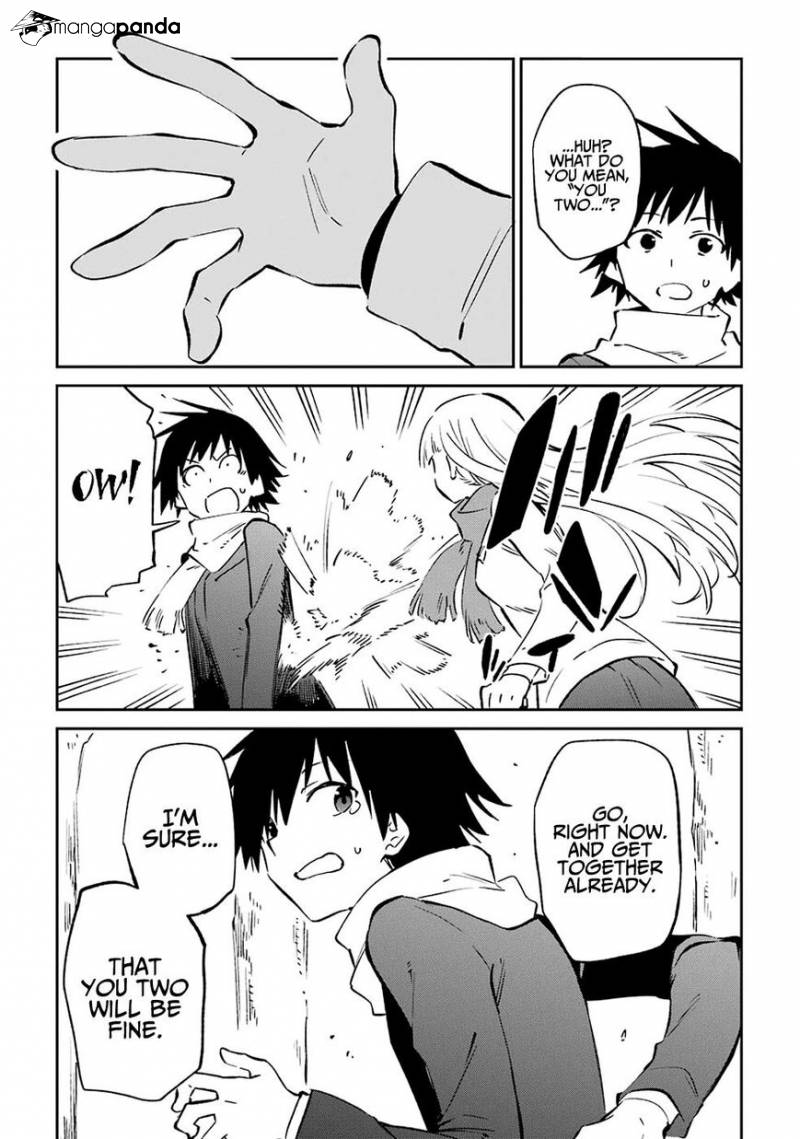 mangapanda
...HUH?
WHAT DO
YOU MEAN,
"YOU
TWO..."?
OW!
GO,
RIGHT NOW.
AND GET
TOGETHER
ALREADY.
I'M
SURE...
THAT
YOU TWO
WILL BE
FINE.